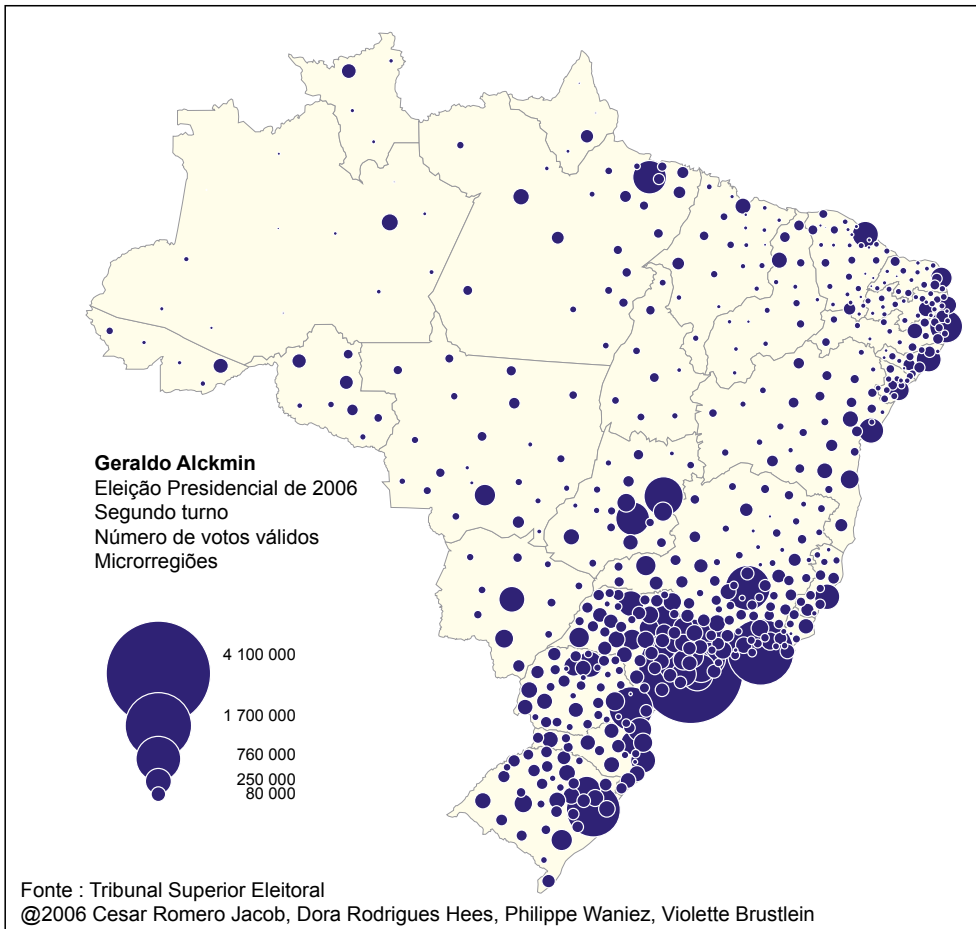 Geraldo Alckmin
Eleição Presidencial de 2006
Segundo turno
Número de votos válidos
Microrregiões
4 100 000
1 700 000
760 000
250 000
80 000
Fonte : Tribunal Superior Eleitoral
@2006 Cesar Romero Jacob, Dora Rodrigues Hees, Philippe Waniez, Violette Brustlein